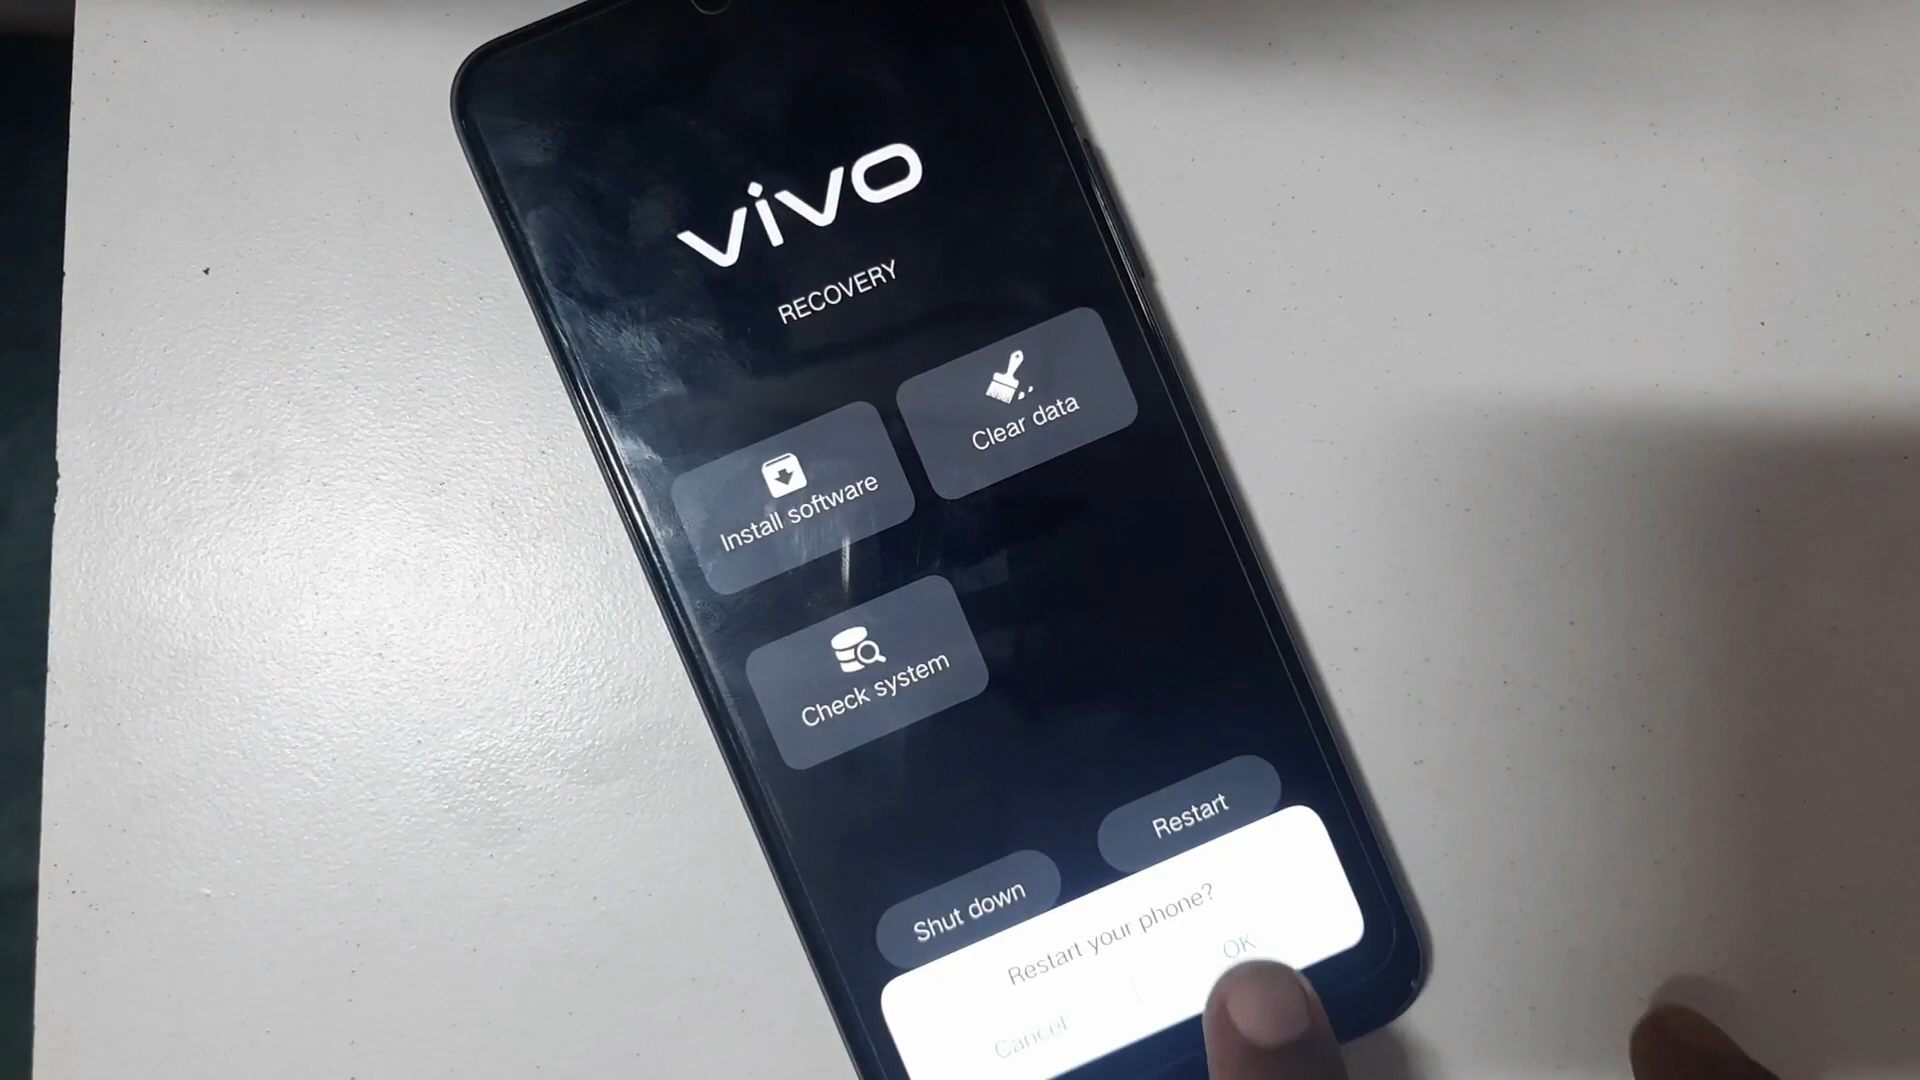 vivo
RECOVERY
Install software
Clear data
Check system
Shut down
Restart
Restart your phone?
Cancel
OK